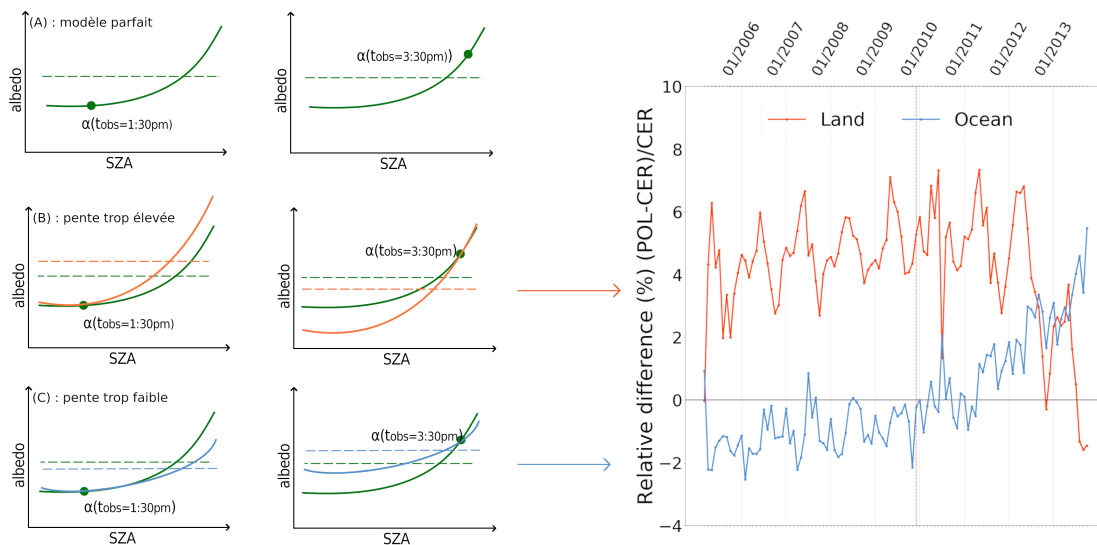 (A) : modèle parfait
albedo
α(tobs=1:30pm)
SZA
albedo
α(tobs=3:30pm))
SZA
(B) : pente trop élevée
albedo
α(tobs=1:30pm)
SZA
albedo
α(tobs=3:30pm)
SZA
(C) : pente trop faible
albedo
α(tobs=1:30pm)
SZA
albedo
α(tobs=3:30pm)
SZA
01/2006 01/2007 01/2008 01/2009 01/2010 01/2011 01/2012 01/2013
Relative difference (%) (POL-CER)/CER
Land Ocean
10
8
6
4
2
0
−2
−4